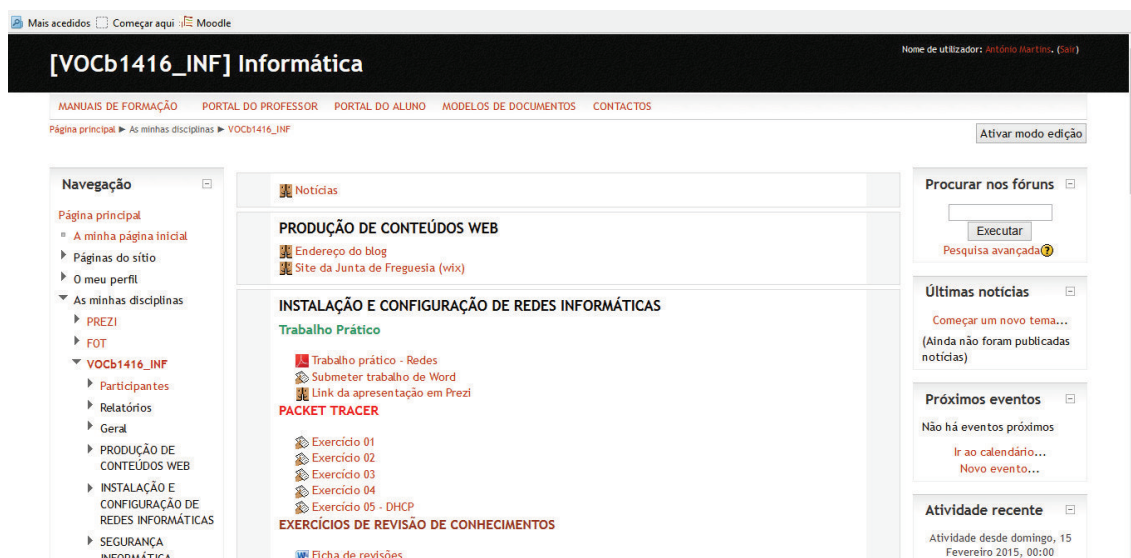 Mais acedidos Começar aqui Moodle
[VOCb1416_INF] Informática
Nome de utilizador: António Martins. (Sair)
MANUAIS DE FORMAÇÃO PORTAL DO PROFESSOR PORTAL DO ALUNO MODELOS DE DOCUMENTOS CONTACTOS
Página principal ► As minhas disciplinas ► VOCb1416_INF
Ativar modo edição
Navegação
Página principal
A minha página inicial
Páginas do sítio
O meu perfil
As minhas disciplinas
PREZI
FOT
VOCb1416_INF
Participantes
Relatórios
Geral
PRODUÇÃO DE
CONTEÚDOS WEB
INSTALAÇÃO E
CONFIGURAÇÃO DE
REDES INFORMÁTICAS
SEGURANÇA
INFORMÁTICA
Notícias
PRODUÇÃO DE CONTEÚDOS WEB
Endereço do blog
Site da Junta de Freguesia (wix)
INSTALAÇÃO E CONFIGURAÇÃO DE REDES INFORMÁTICAS
Trabalho Prático
Trabalho prático - Redes
Submeter trabalho de Word
Link da apresentação em Prezi
PACKET TRACER
Exercício 01
Exercício 02
Exercício 03
Exercício 04
Exercício 05 - DHCP
EXERCÍCIOS DE REVISÃO DE CONHECIMENTOS
Ficha de revisões
Procurar nos fóruns
Executar
Pesquisa avançada
Últimas notícias
Começar um novo tema...
(Ainda não foram publicadas
notícias)
Próximos eventos
Não há eventos próximos
Ir ao calendário...
Novo evento...
Atividade recente
Atividade desde domingo, 15
Fevereiro 2015, 00:00